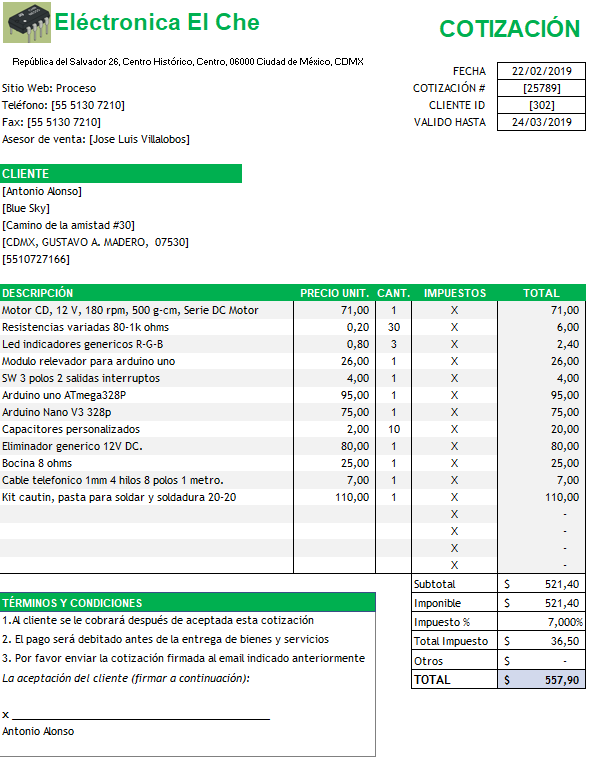 Eléctronica El Che
COTIZACIÓN
República del Salvador 26, Centro Histórico, Centro, 06000 Ciudad de México, CDMX
FECHA 22/02/2019
Sitio Web: Proceso
COTIZACIÓN # [25789]
Teléfono: [55 5130 7210]
CLIENTE ID [302]
Fax: [55 5130 7210]
VALIDO HASTA 24/03/2019
Asesor de venta: [Jose Luis Villalobos]
CLIENTE
[Antonio Alonso]
[Blue Sky]
[Camino de la amistad #30]
[CDMX, GUSTAVO A. MADERO, 07530]
[5510727166]
DESCRIPCIÓN PRECIO UNIT. CANT. IMPUESTOS TOTAL
Motor CD, 12 V, 180 rpm, 500 g-cm, Serie DC Motor 71,00 1 X 71,00
Resistencias variadas 80-1k ohms 0,20 30 X 6,00
Led indicadores genericos R-G-B 0,80 3 X 2,40
Modulo relevador para arduino uno 26,00 1 X 26,00
SW 3 polos 2 salidas interruptos 4,00 1 X 4,00
Arduino uno ATmega328P 95,00 1 X 95,00
Arduino Nano V3 328p 75,00 1 X 75,00
Capacitores personalizados 2,00 10 X 20,00
Eliminador generico 12V DC. 80,00 1 X 80,00
Bocina 8 ohms 25,00 1 X 25,00
Cable telefonico 1mm 4 hilos 8 polos 1 metro. 7,00 1 X 7,00
Kit cautin, pasta para soldar y soldadura 20-20 110,00 1 X 110,00
X -
X -
X -
X -
Subtotal $ 521,40
Imponible $ 521,40
Impuesto % 7,000%
Total Impuesto $ 36,50
Otros $ -
TOTAL $ 557,90
TÉRMINOS Y CONDICIONES
1.Al cliente se le cobrará después de aceptada esta cotización
2. El pago será debitado antes de la entrega de bienes y servicios
3. Por favor enviar la cotización firmada al email indicado anteriormente
La aceptación del cliente (firmar a continuación):
x
Antonio Alonso